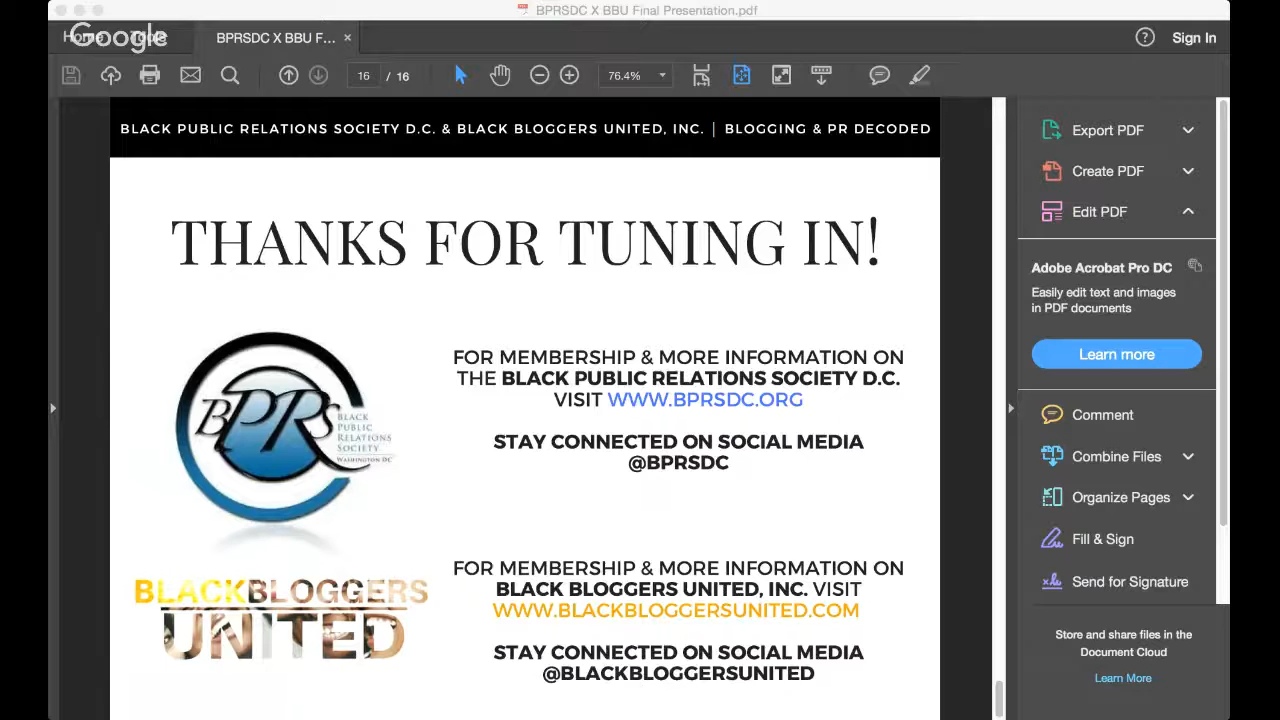 BPRSDC X BBU Final Presentation.pdf
Google
BPRSDC X BBU F... ×
? Sign In
16 / 16
76.4%
BLACK PUBLIC RELATIONS SOCIETY D.C. & BLACK BLOGGERS UNITED, INC. | BLOGGING & PR DECODED
THANKS FOR TUNING IN!
BPRS
BLACK
PUBLIC
RELATIONS
SOCIETY
WASHINGTON DC
FOR MEMBERSHIP & MORE INFORMATION ON
THE BLACK PUBLIC RELATIONS SOCIETY D.C.
VISIT WWW.BPRSDC.ORG
STAY CONNECTED ON SOCIAL MEDIA
@BPRSDC
BLACKBLOGGERS
UNITED
FOR MEMBERSHIP & MORE INFORMATION ON
BLACK BLOGGERS UNITED, INC. VISIT
WWW.BLACKBLOGGERSUNITED.COM
STAY CONNECTED ON SOCIAL MEDIA
@BLACKBLOGGERSUNITED
Export PDF
Create PDF
Edit PDF
Adobe Acrobat Pro DC
Easily edit text and images
in PDF documents
Learn more
Comment
Combine Files
Organize Pages
Fill & Sign
Send for Signature
Store and share files in the
Document Cloud
Learn More